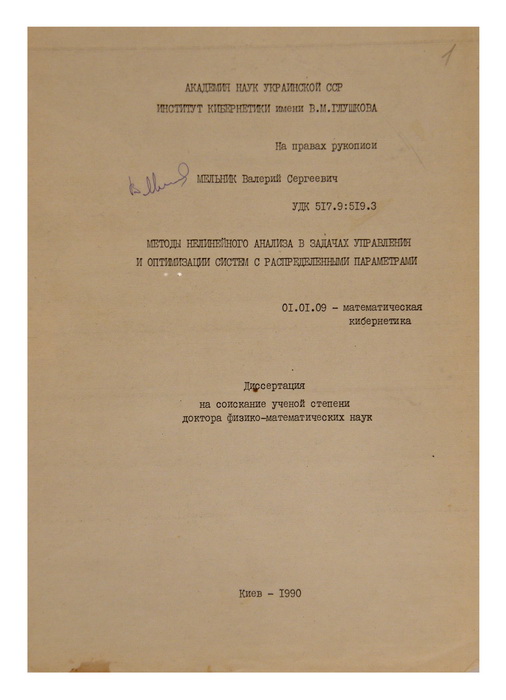 1
АКАДЕМИЯ НАУК УКРАИНСКОЙ ССР
ИНСТИТУТ КИБЕРНЕТИКИ имени В.М.ГЛУШКОВА
На правах рукописи
МЕЛЬНИК Валерий Сергеевич
УДК 517.9:519.3
МЕТОДЫ НЕЛИНЕЙНОГО АНАЛИЗА В ЗАДАЧАХ УПРАВЛЕНИЯ
И ОПТИМИЗАЦИИ СИСТЕМ С РАСПРЕДЕЛЕННЫМИ ПАРАМЕТРАМИ
01.01.09 - математическая
кибернетика
Диссертация
на соискание ученой степени
доктора физико-математических наук
Киев - 1990